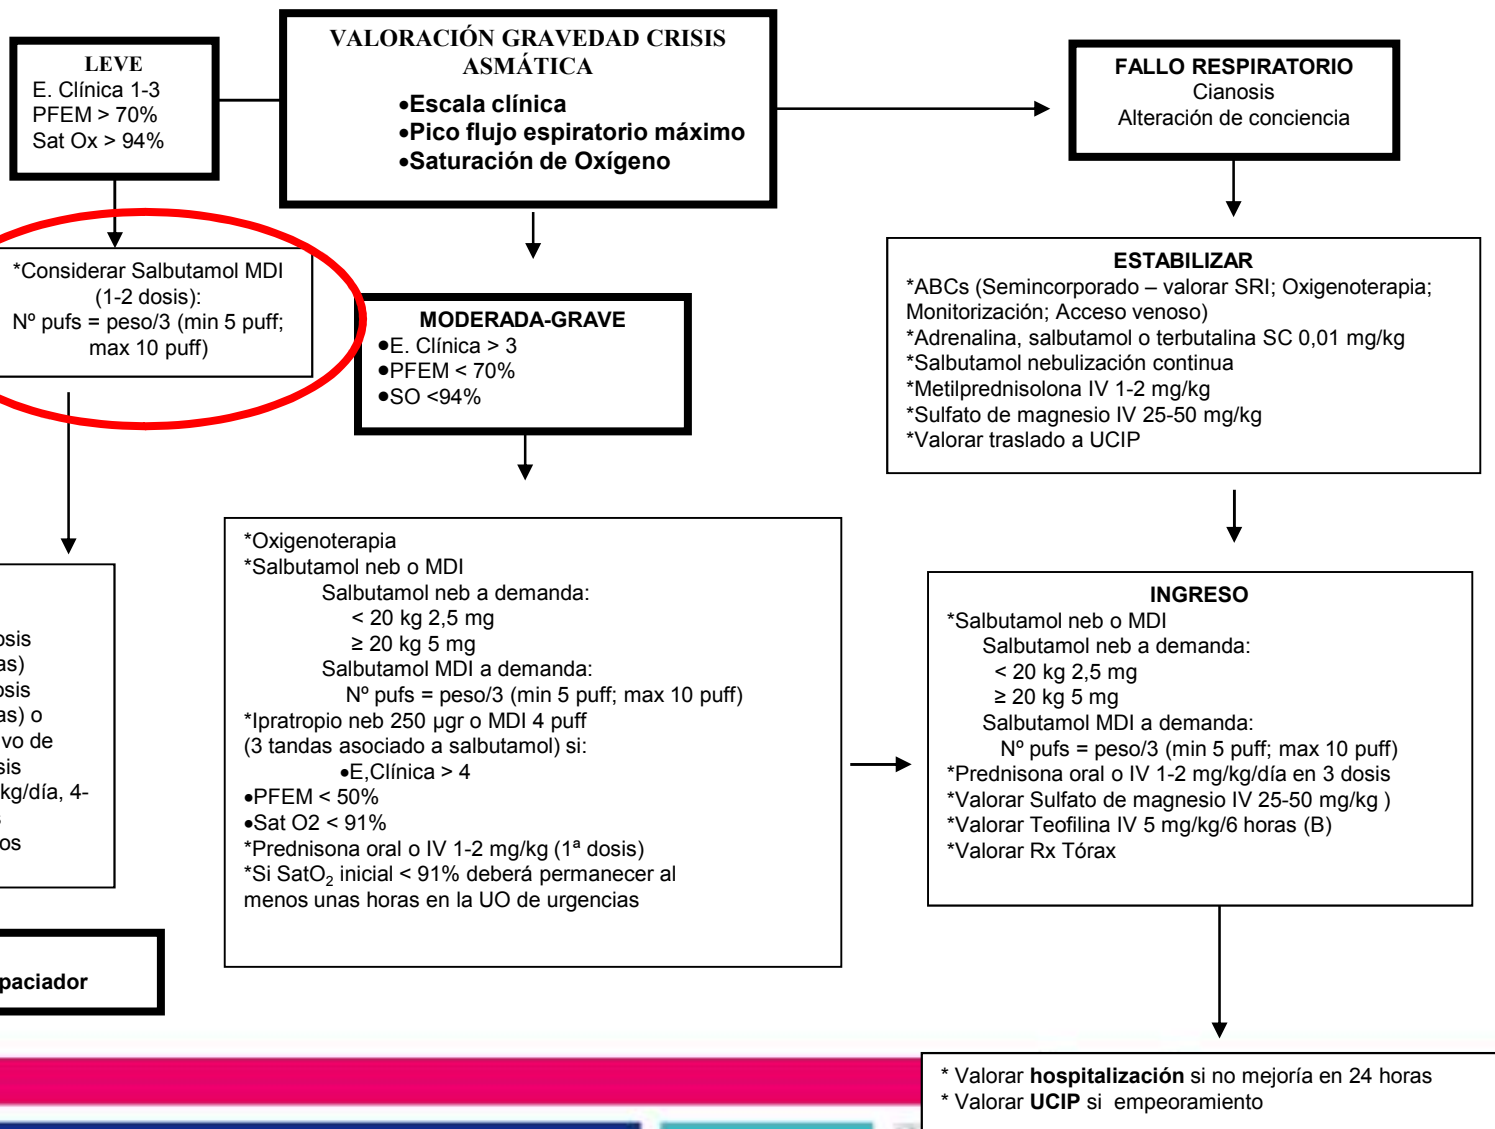 VALORACIÓN GRAVEDAD CRISIS
ASMÁTICA
•Escala clínica
•Pico flujo espiratorio máximo
•Saturación de Oxígeno
LEVE
E. Clínica 1-3
PFEM > 70%
Sat Ox > 94%
FALLO RESPIRATORIO
Cianosis
Alteración de conciencia
*Considerar Salbutamol MDI
(1-2 dosis):
Nº pufs = peso/3 (min 5 puff;
max 10 puff)
MODERADA-GRAVE
•E. Clínica > 3
•PFEM < 70%
•SO <94%
ESTABILIZAR
*ABCs (Semincorporado – valorar SRI; Oxigenoterapia;
Monitorización; Acceso venoso)
*Adrenalina, salbutamol o terbutalina SC 0,01 mg/kg
*Salbutamol nebulización continua
*Metilprednisolona IV 1-2 mg/kg
*Sulfato de magnesio IV 25-50 mg/kg
*Valorar traslado a UCIP
osis
as)
osis
as) o
vo de
sis
kg/día, 4-
os
paciador
*Oxigenoterapia
*Salbutamol neb o MDI
Salbutamol neb a demanda:
< 20 kg 2,5 mg
≥ 20 kg 5 mg
Salbutamol MDI a demanda:
Nº pufs = peso/3 (min 5 puff; max 10 puff)
*Ipratropio neb 250 µgr o MDI 4 puff
(3 tandas asociado a salbutamol) si:
•E,Clínica > 4
•PFEM < 50%
•Sat O2 < 91%
*Prednisona oral o IV 1-2 mg/kg (1ª dosis)
*Si SatO2 inicial < 91% deberá permanecer al
menos unas horas en la UO de urgencias
INGRESO
*Salbutamol neb o MDI
Salbutamol neb a demanda:
< 20 kg 2,5 mg
≥ 20 kg 5 mg
Salbutamol MDI a demanda:
Nº pufs = peso/3 (min 5 puff; max 10 puff)
*Prednisona oral o IV 1-2 mg/kg/día en 3 dosis
*Valorar Sulfato de magnesio IV 25-50 mg/kg )
*Valorar Teofilina IV 5 mg/kg/6 horas (B)
*Valorar Rx Tórax
* Valorar hospitalización si no mejoría en 24 horas
* Valorar UCIP si empeoramiento